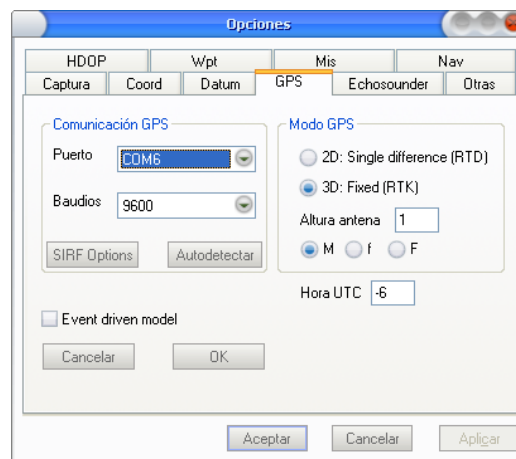 Opciones
HDOP Wpt Mis Nav
Captura Coord Datum GPS Echosounder Otras
Comunicación GPS
Puerto COM6
Baudios 9600
SIRF Options Autodetectar
Modo GPS
2D: Single difference (RTD)
3D: Fixed (RTK)
Altura antena 1
M f F
Hora UTC -6
Event driven model
Cancelar OK
Aceptar Cancelar Aplicar